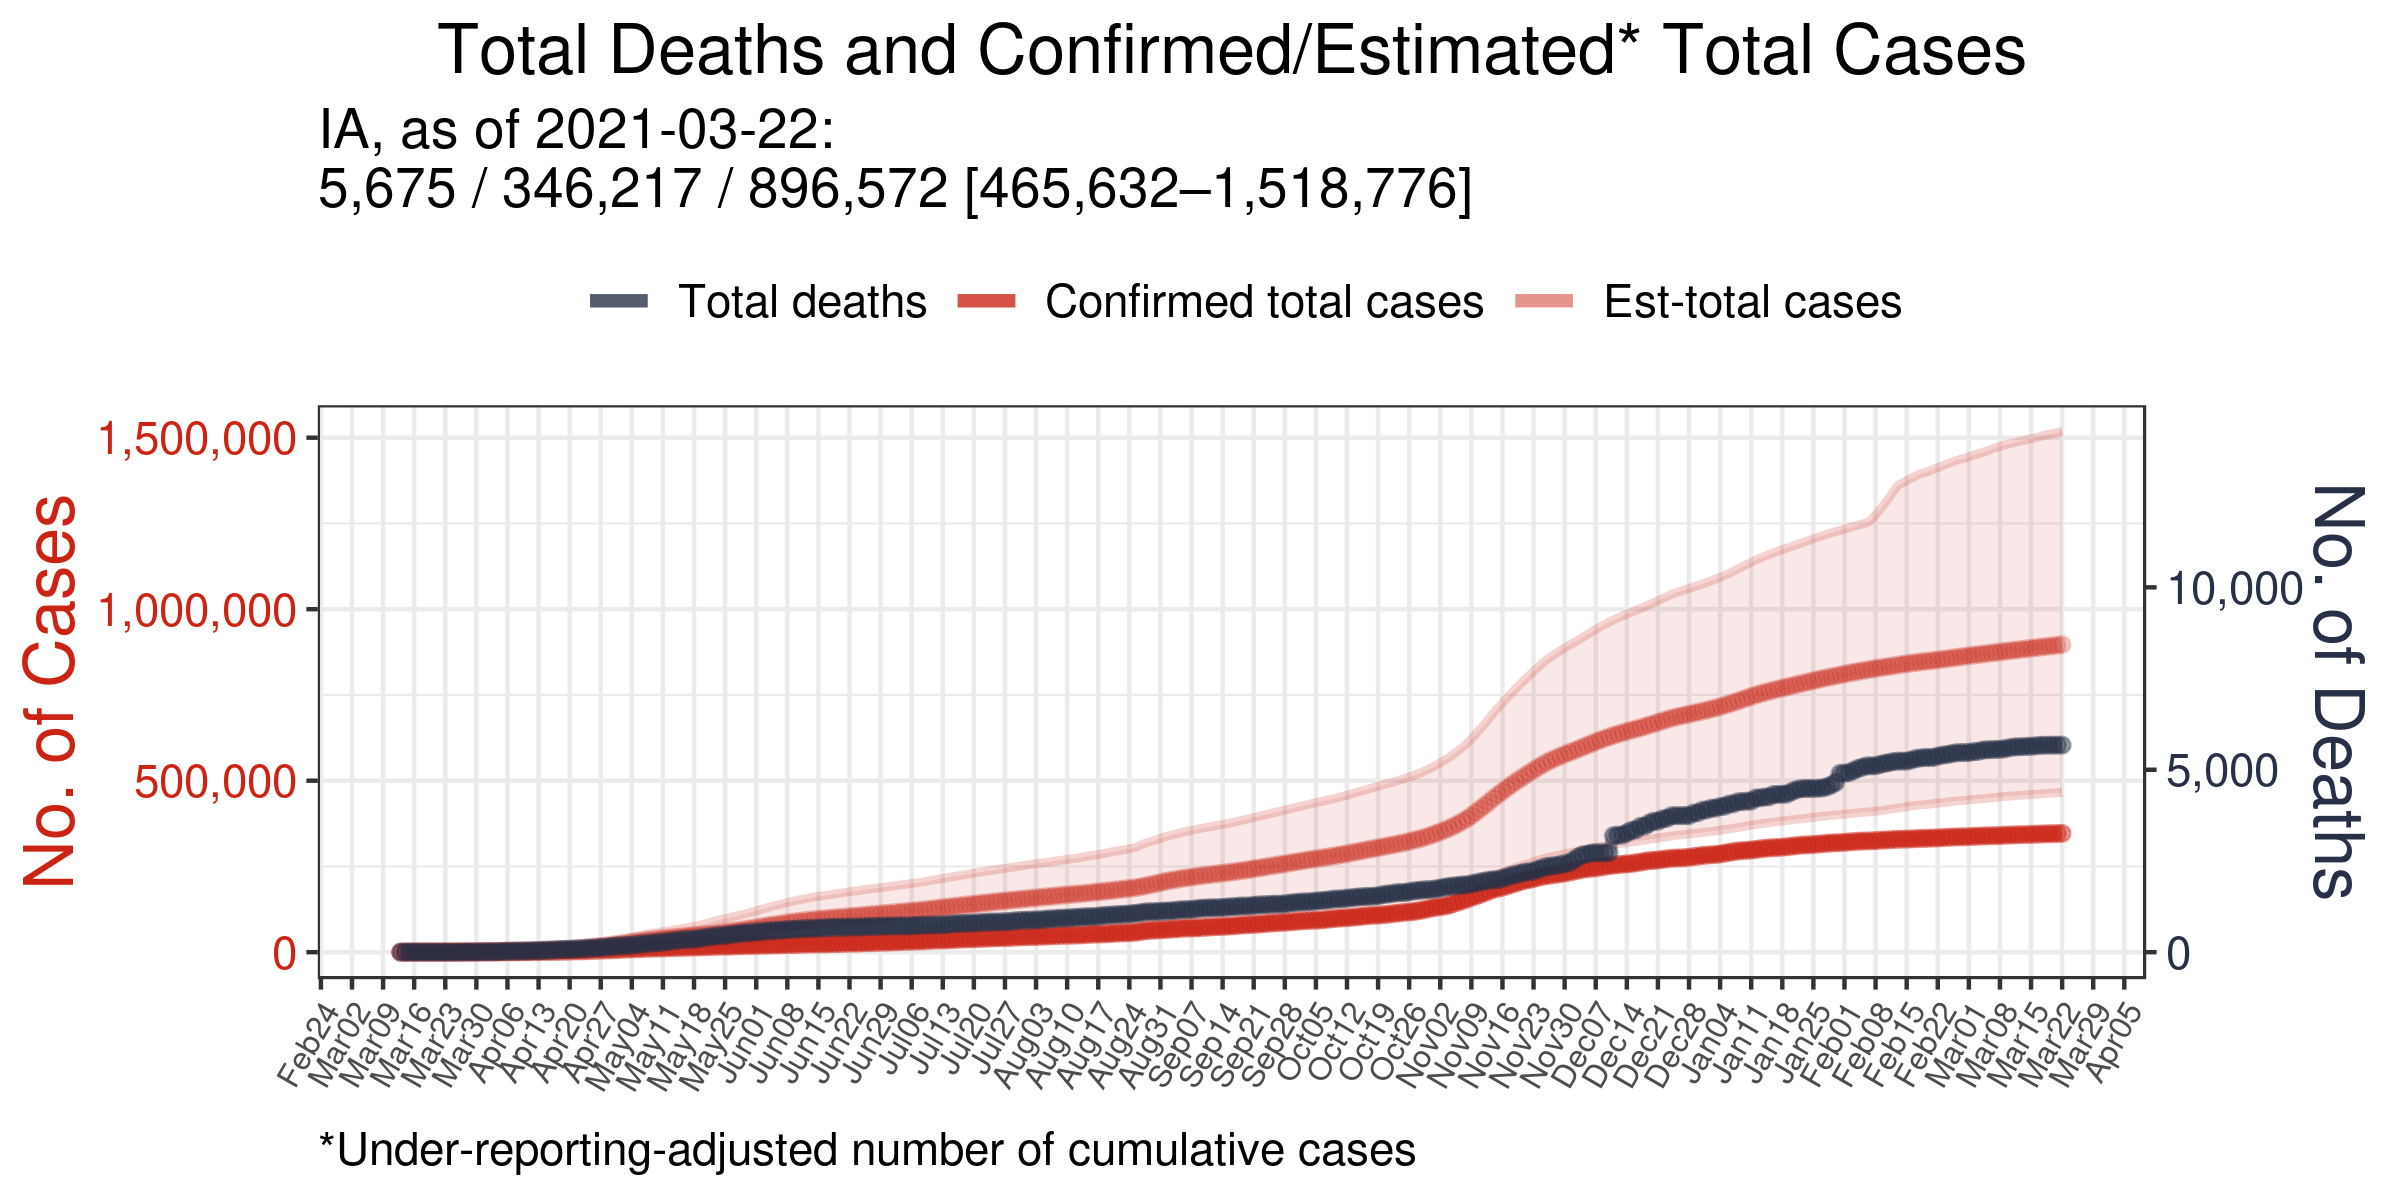 Total Deaths and Confirmed/Estimated* Total Cases
IA, as of 2021-03-22:
5,675 / 346,217 / 896,572 [465,632–1,518,776]
Total deaths
Confirmed total cases
Est-total cases
No. of Cases
1,500,000
1,000,000
500,000
0
No. of Deaths
10,000
5,000
0
Feb24
Mar02
Mar09
Mar16
Mar23
Mar30
Apr06
Apr13
Apr20
Apr27
May04
May11
May18
May25
Jun01
Jun08
Jun15
Jun22
Jun29
Jul06
Jul13
Jul20
Jul27
Aug03
Aug10
Aug17
Aug24
Aug31
Sep07
Sep14
Sep21
Sep28
Oct05
Oct12
Oct19
Oct26
Nov02
Nov09
Nov16
Nov23
Nov30
Dec07
Dec14
Dec21
Dec28
Jan04
Jan11
Jan18
Jan25
Feb01
Feb08
Feb15
Feb22
Mar01
Mar08
Mar15
Mar22
Mar29
Apr05
*Under-reporting-adjusted number of cumulative cases